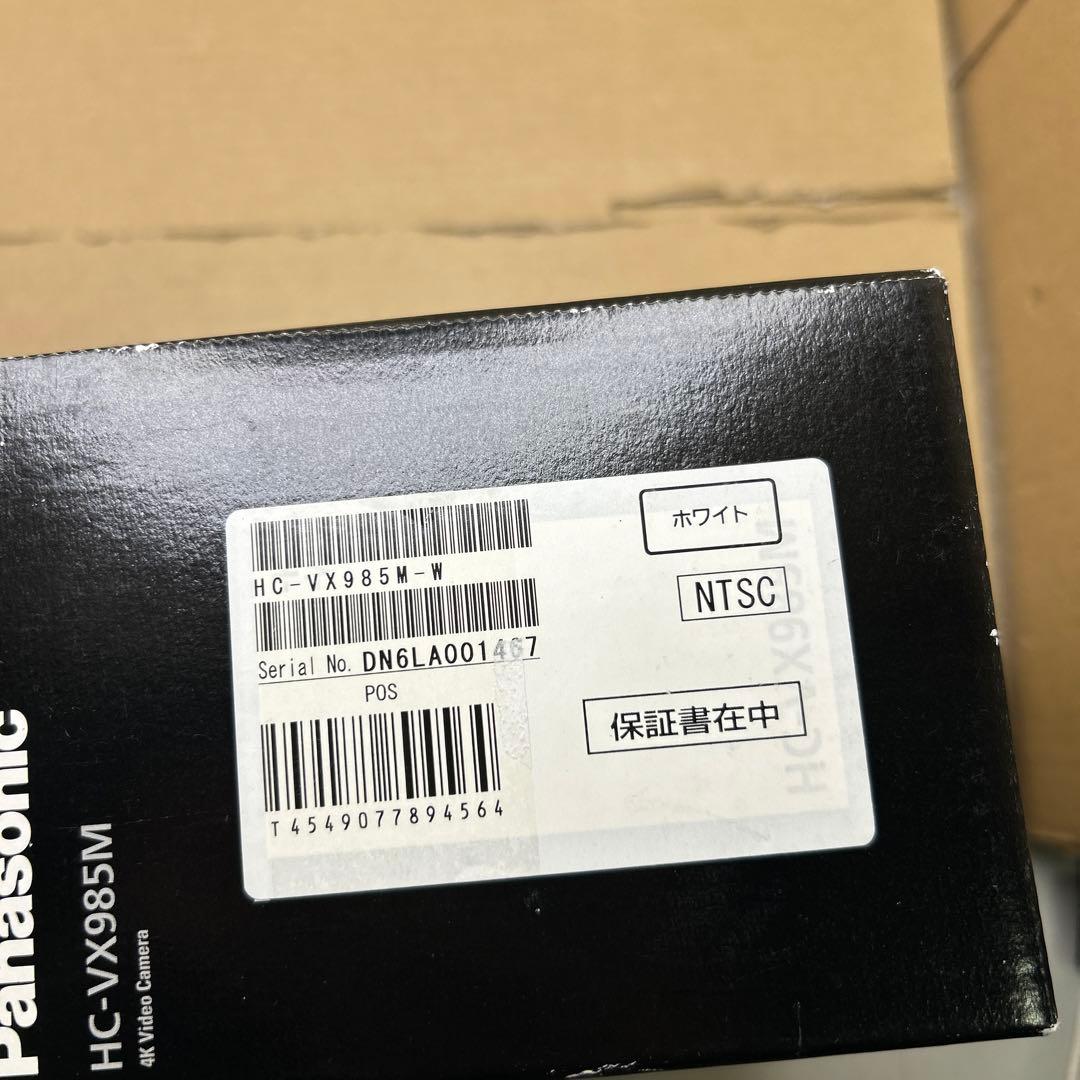 HC-VX985M-W
Serial No. DN6LA001467
POS
T4549077894564
ホワイト
NTSC
保証書在中
Panasonic
HC-VX985M
4K Video Camera